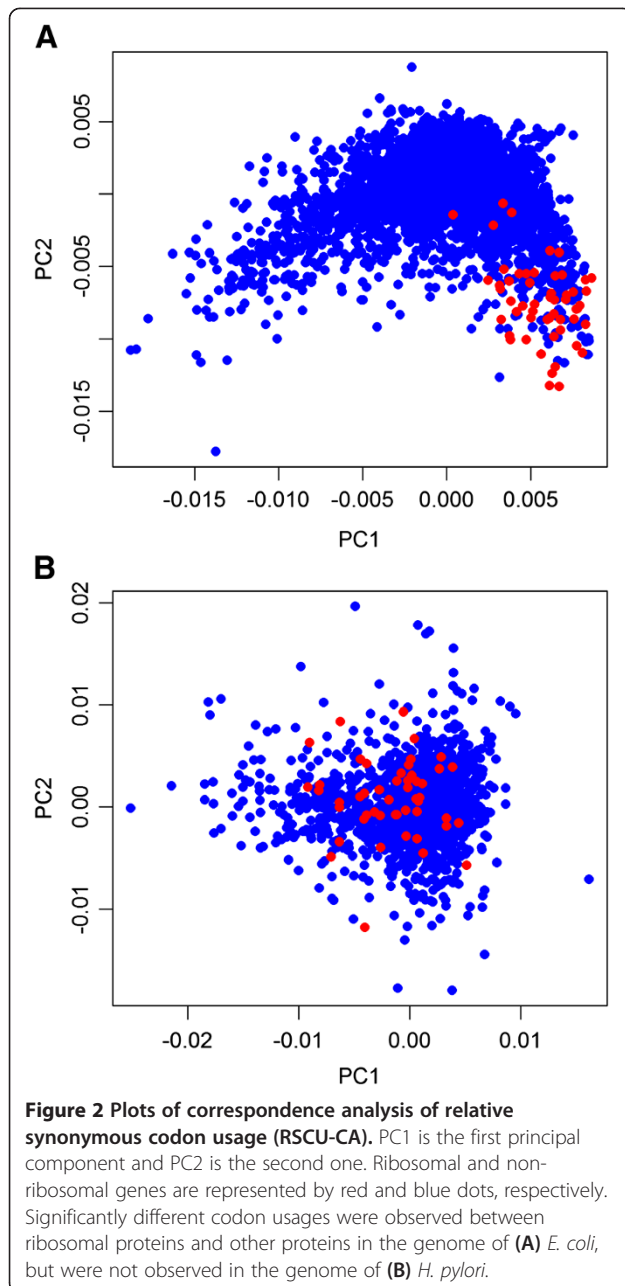 A
0.005
-0.005
-0.015
PC2
-0.015
-0.010
-0.005
0.000
0.005
PC1
B
0.02
0.01
0.00
-0.01
PC2
-0.02
-0.01
0.00
0.01
PC1
Figure 2 Plots of correspondence analysis of relative
synonymous codon usage (RSCU-CA). PC1 is the first principal
component and PC2 is the second one. Ribosomal and non-
ribosomal genes are represented by red and blue dots, respectively.
Significantly different codon usages were observed between
ribosomal proteins and other proteins in the genome of (A) E. coli,
but were not observed in the genome of (B) H. pylori.